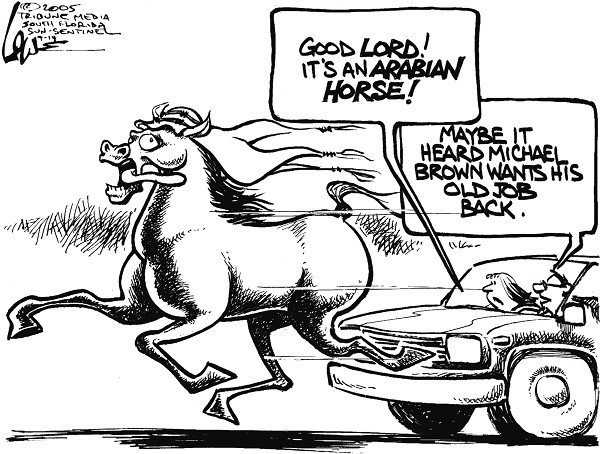 ©2005
TRIBUNE MEDIA
SOUTH FLORIDA
SUN-SENTINEL
LOWE
GOOD LORD!
IT'S AN ARABIAN
HORSE!
MAYBE IT
HEARD MICHAEL
BROWN WANTS HIS
OLD JOB
BACK.